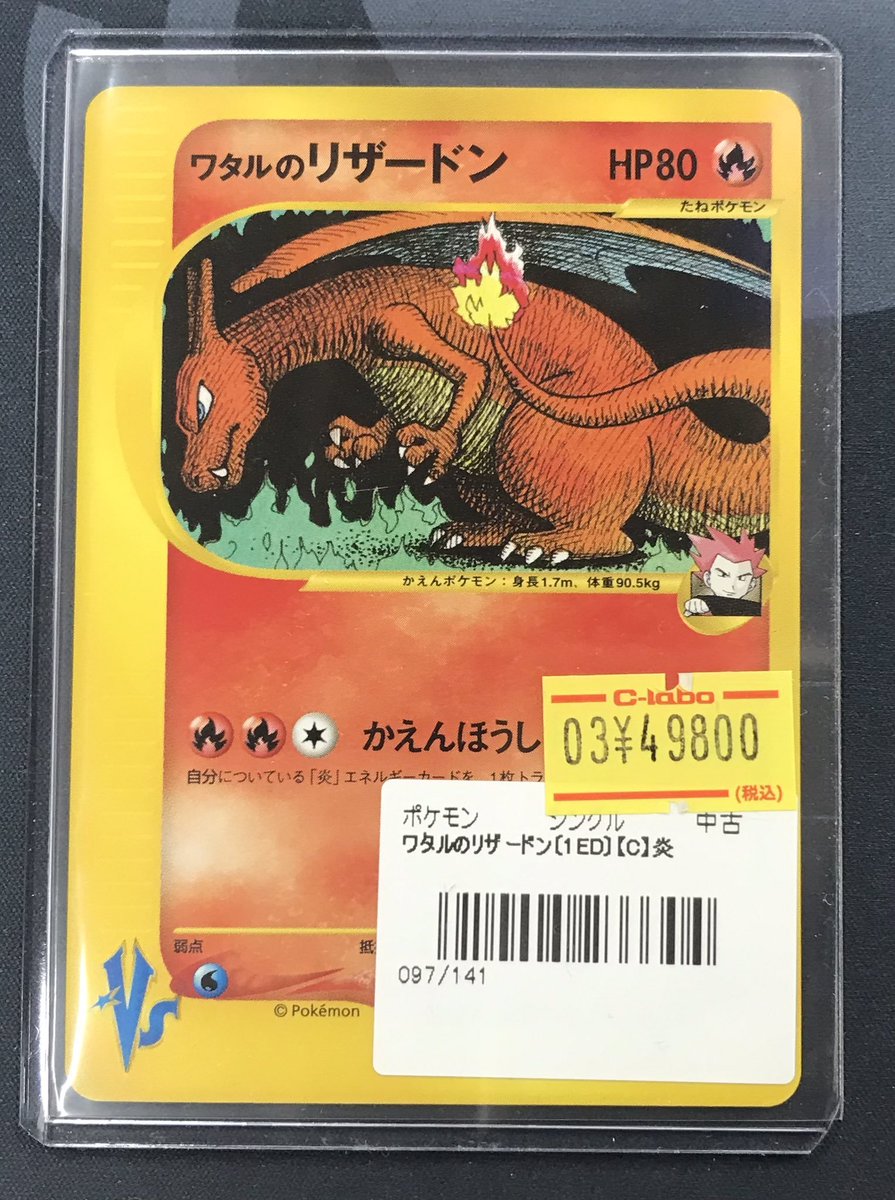 ワタルのリザードン HP80
たねポケモン
かえんポケモン：身長1.7m、体重90.5kg
かえんほうし
自分についている「炎」エネルギーカードを、1枚トラ
C-labo
03¥49800
(税込)
ポケモン シングル 中古
ワタルのリザードン〔1ED〕【C】炎
097/141
弱点
抵
Vs
© Pokémon